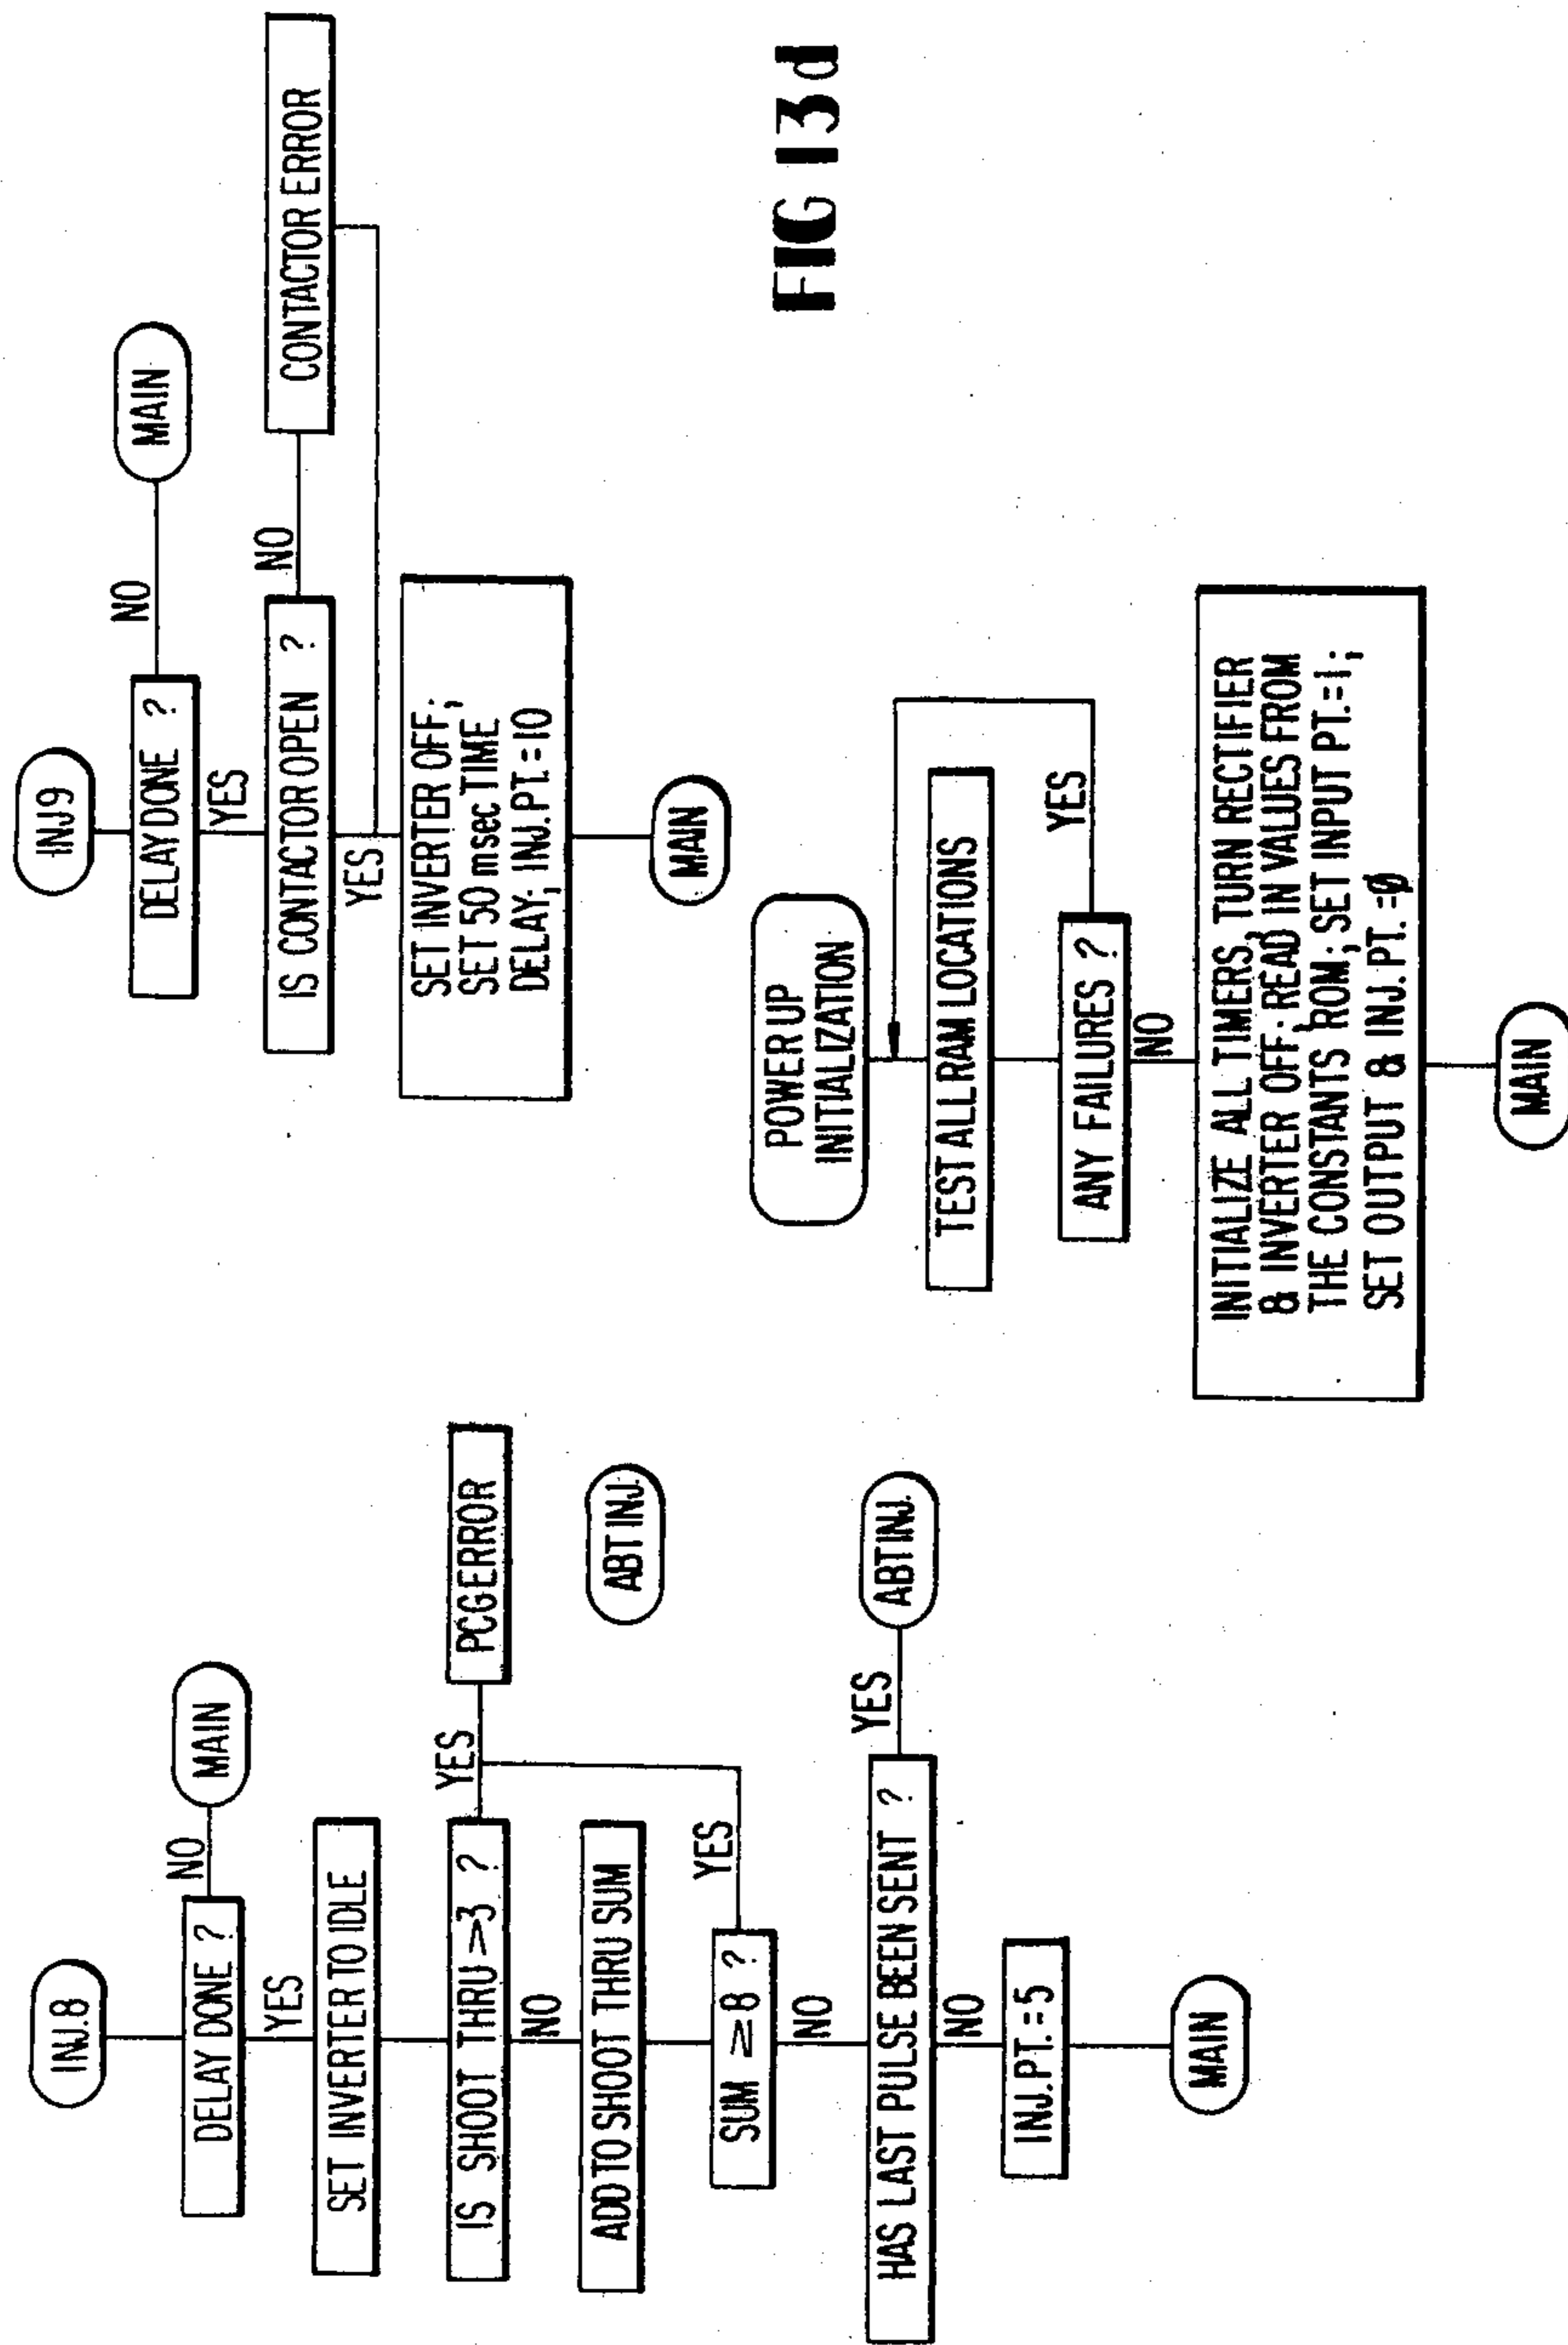 INJ.8
DELAY DONE ?
NO
MAIN
YES
SET INVERTER TO IDLE
IS SHOOT THRU >3 ?
YES
PCGERROR
NO
ADD TO SHOOT THRU SUM
ABT INJ.
SUM ≥8 ?
YES
NO
HAS LAST PULSE BEEN SENT ?
YES
ABT INJ.
NO
INJ.PT.=5
MAIN
INJ9
DELAY DONE ?
NO
MAIN
YES
IS CONTACTOR OPEN ?
NO
CONTACTOR ERROR
YES
SET INVERTER OFF;
SET 50 msec TIME
DELAY; INJ.PT.=10
MAIN
POWER UP
INITIALIZATION
TEST ALL RAM LOCATIONS
ANY FAILURES ?
YES
NO
INITIALIZE ALL TIMERS, TURN RECTIFIER
& INVERTER OFF; READ IN VALUES FROM
THE CONSTANTS ROM; SET INPUT PT.=1;
SET OUTPUT & INJ.PT. =Ø
MAIN
FIG 13d